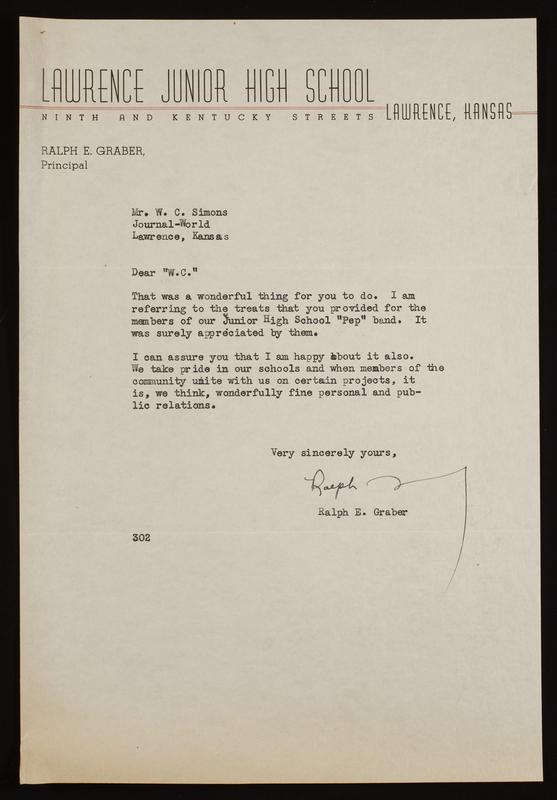 LAWRENCE JUNIOR HIGH SCHOOL
NINTH AND KENTUCKY STREETS LAWRENCE, KANSAS
RALPH E. GRABER,
Principal
Mr. W. C. Simons
Journal-World
Lawrence, Kansas
Dear "W.C."
That was a wonderful thing for you to do. I am
referring to the treats that you provided for the
members of our Junior High School "Pep" band. It
was surely appreciated by them.
I can assure you that I am happy about it also.
We take pride in our schools and when members of the
community unite with us on certain projects, it
is, we think, wonderfully fine personal and pub-
lic relations.
Very sincerely yours,
Ralph
Ralph E. Graber
302